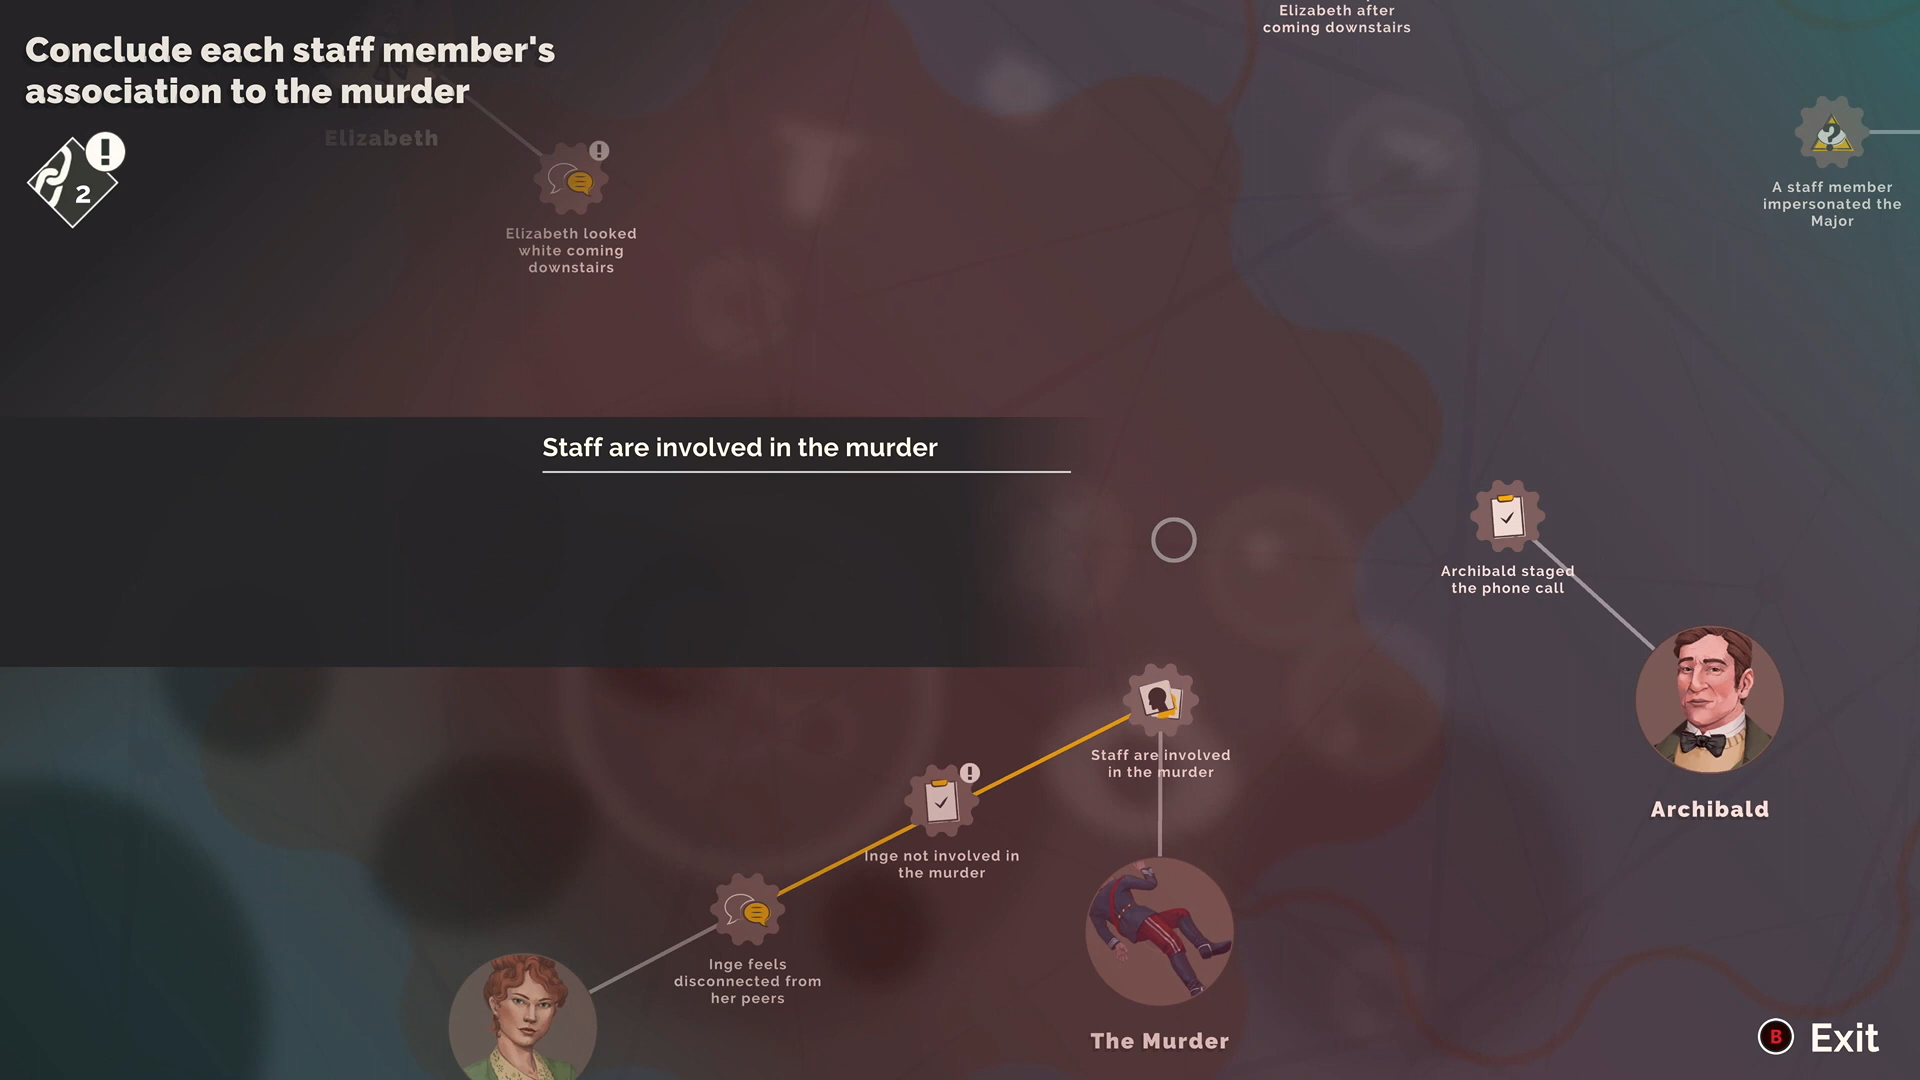 Elizabeth after
coming downstairs
Conclude each staff member's
association to the murder
Elizabeth
2
Elizabeth looked
white coming
downstairs
A staff member
impersonated the
Major
Staff are involved in the murder
Archibald staged
the phone call
Staff are involved
in the murder
Archibald
Inge not involved in
the murder
Inge feels
disconnected from
her peers
The Murder
B Exit